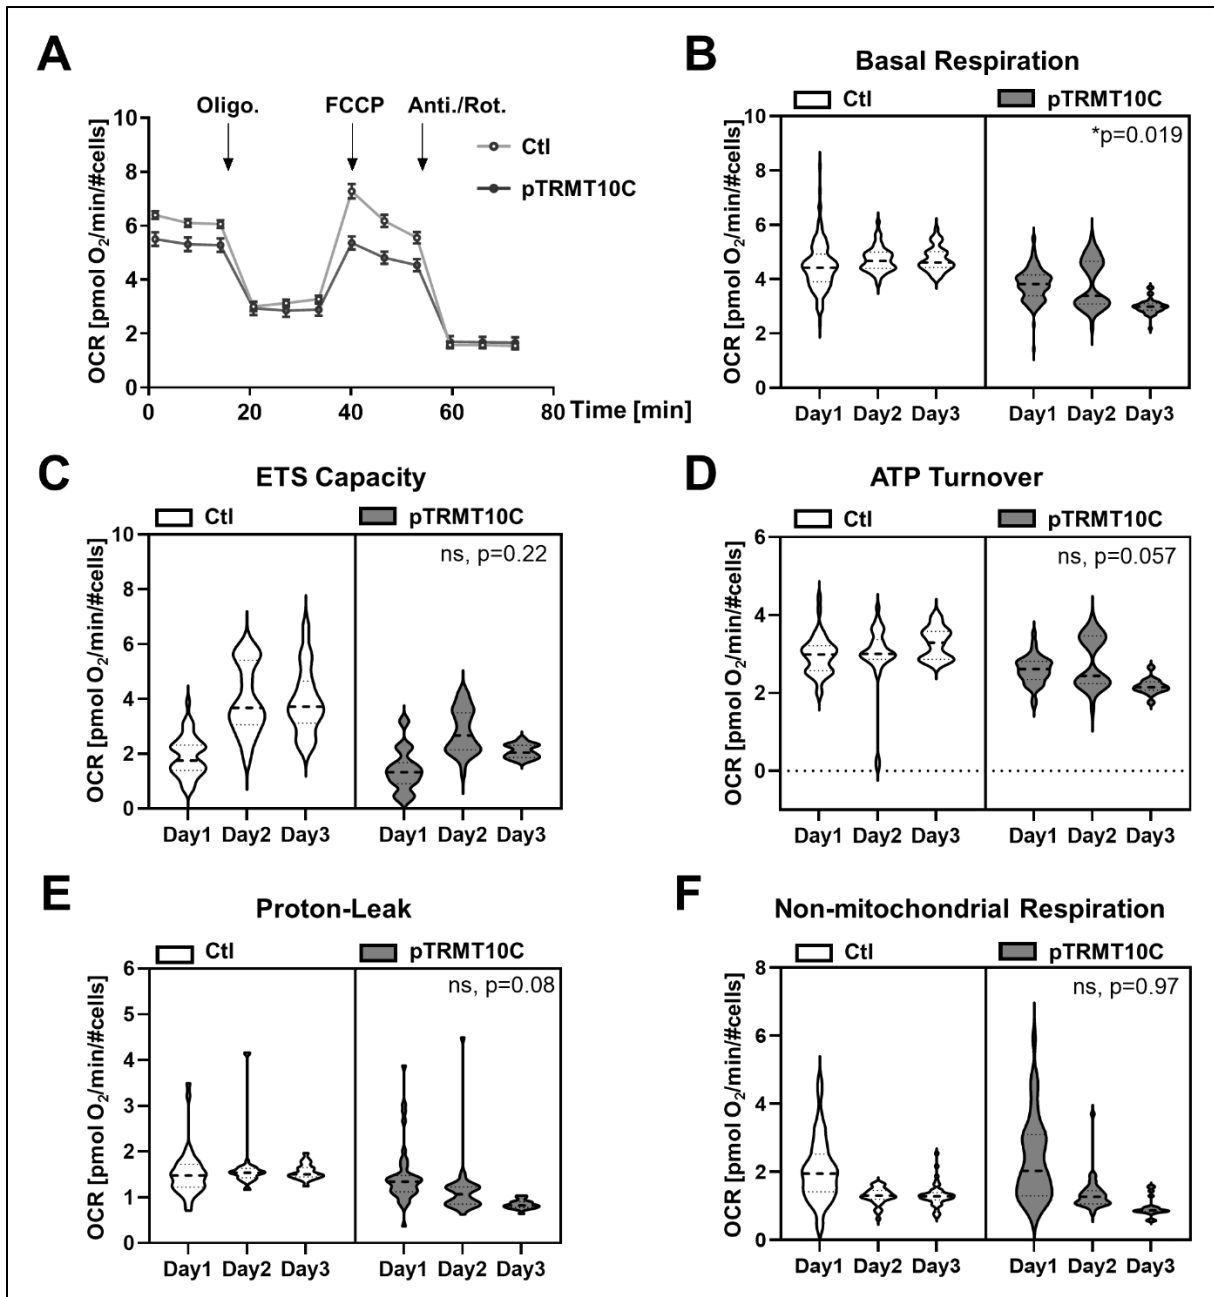 A
Oligo. FCCP Anti./Rot.
Ctl
pTRMT10C
OCR [pmol O2/min/#cells]
10
8
6
4
2
0
0 20 40 60 80
Time [min]
B
Basal Respiration
Ctl pTRMT10C
*p=0.019
OCR [pmol O2/min/#cells]
10
8
6
4
2
0
Day1 Day2 Day3 Day1 Day2 Day3
C
ETS Capacity
Ctl pTRMT10C
ns, p=0.22
OCR [pmol O2/min/#cells]
10
8
6
4
2
0
Day1 Day2 Day3 Day1 Day2 Day3
D
ATP Turnover
Ctl pTRMT10C
ns, p=0.057
OCR [pmol O2/min/#cells]
6
4
2
0
Day1 Day2 Day3 Day1 Day2 Day3
E
Proton-Leak
Ctl pTRMT10C
ns, p=0.08
OCR [pmol O2/min/#cells]
6
5
4
3
2
1
0
Day1 Day2 Day3 Day1 Day2 Day3
F
Non-mitochondrial Respiration
Ctl pTRMT10C
ns, p=0.97
OCR [pmol O2/min/#cells]
8
6
4
2
0
Day1 Day2 Day3 Day1 Day2 Day3